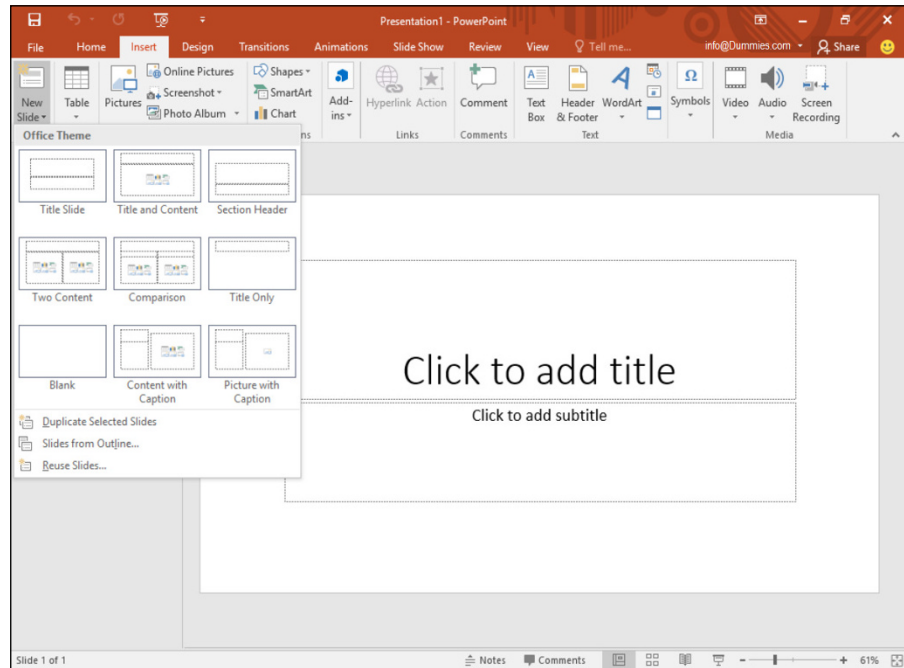 Presentation1 - PowerPoint
File Home Insert Design Transitions Animations Slide Show Review View Tell me... info@Dummies.com Share
New Slide
Table
Pictures
Online Pictures
Screenshot
Photo Album
Shapes
SmartArt
Chart
Add-
ins
Hyperlink Action
Comment
Text
Box
Header
& Footer
WordArt
Symbols
Video
Audio
Screen
Recording
ns
Links
Comments
Text
Media
Office Theme
Title Slide
Title and Content
Section Header
Two Content
Comparison
Title Only
Blank
Content with
Caption
Picture with
Caption
Duplicate Selected Slides
Slides from Outline...
Reuse Slides...
Click to add title
Click to add subtitle
Slide 1 of 1
Notes Comments 61%